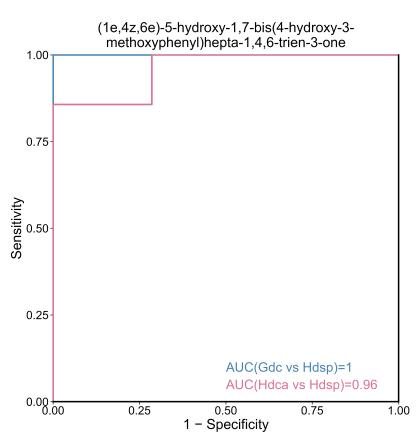 (1e,4z,6e)-5-hydroxy-1,7-bis(4-hydroxy-3-
methoxyphenyl)hepta-1,4,6-trien-3-one
1.00
0.75
Sensitivity
0.50
0.25
AUC(Gdc vs Hdsp)=1
AUC(Hdca vs Hdsp)=0.96
0.00
0.00 0.25 0.50 0.75 1.00
1 − Specificity